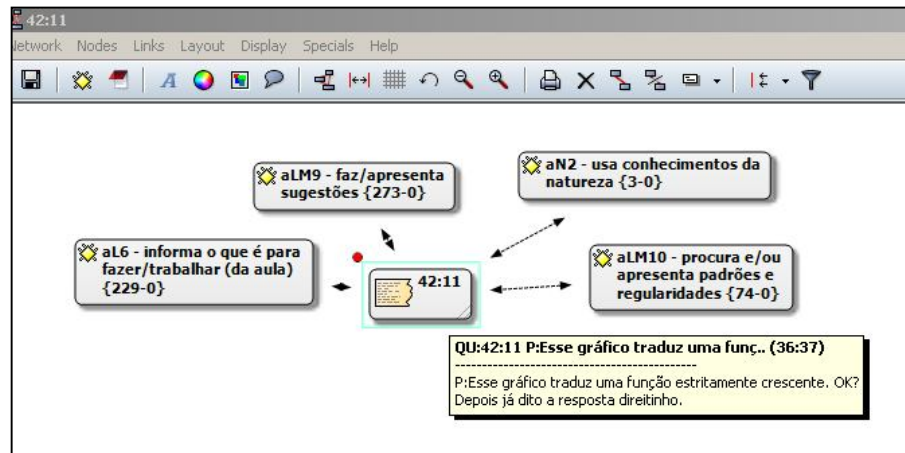 42:11
Network Nodes Links Layout Display Specials Help
aLM9 - faz/apresenta
sugestões {273-0}
aN2 - usa conhecimentos da
natureza {3-0}
aL6 - informa o que é para
fazer/trabalhar (da aula)
{229-0}
42:11
aLM10 - procura e/ou
apresenta padrões e
regularidades {74-0}
QU:42:11 P:Esse gráfico traduz uma funç.. (36:37)
--------------------------------------------
P:Esse gráfico traduz uma função estritamente crescente. OK?
Depois já dito a resposta direitinho.